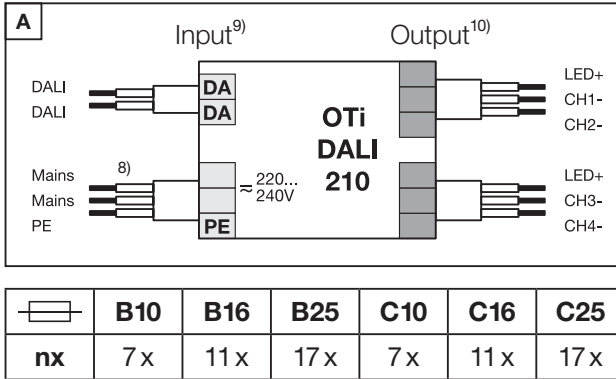 A
Input9) Output10)
DALI DA LED+
DALI DA CH1-
CH2-
OTi
DALI
210
Mains 8) LED+
Mains 220... CH3-
240V
PE PE CH4-
B10 B16 B25 C10 C16 C25
nx 7 x 11 x 17 x 7 x 11 x 17 x